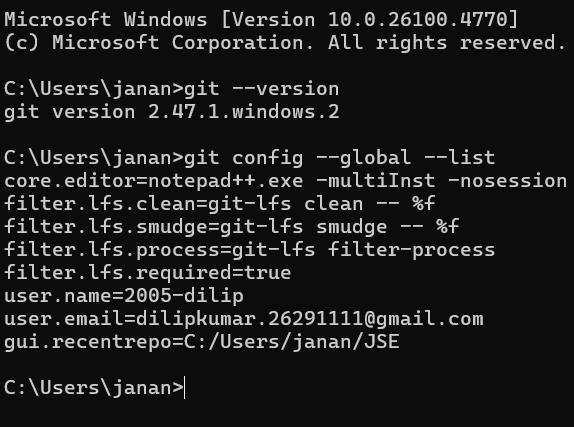 Microsoft Windows [Version 10.0.26100.4770]
(c) Microsoft Corporation. All rights reserved.
C:\Users\janan>git --version
git version 2.47.1.windows.2
C:\Users\janan>git config --global --list
core.editor=notepad++.exe -multiInst -nosession
filter.lfs.clean=git-lfs clean -- %f
filter.lfs.smudge=git-lfs smudge -- %f
filter.lfs.process=git-lfs filter-process
filter.lfs.required=true
user.name=2005-dilip
user.email=dilipkumar.26291111@gmail.com
gui.recentrepo=C:/Users/janan/JSE
C:\Users\janan>